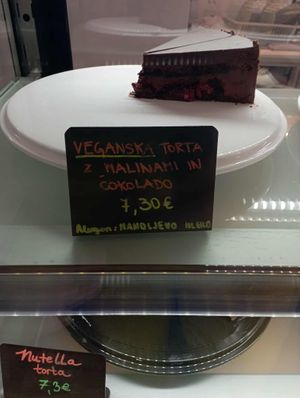 VEGANSKA TORTA
Z MALINAMI IN
ČOKOLADO
7,30€
Alergen: MANDLJEVO MLEKO
Nutella
torta
7,3€